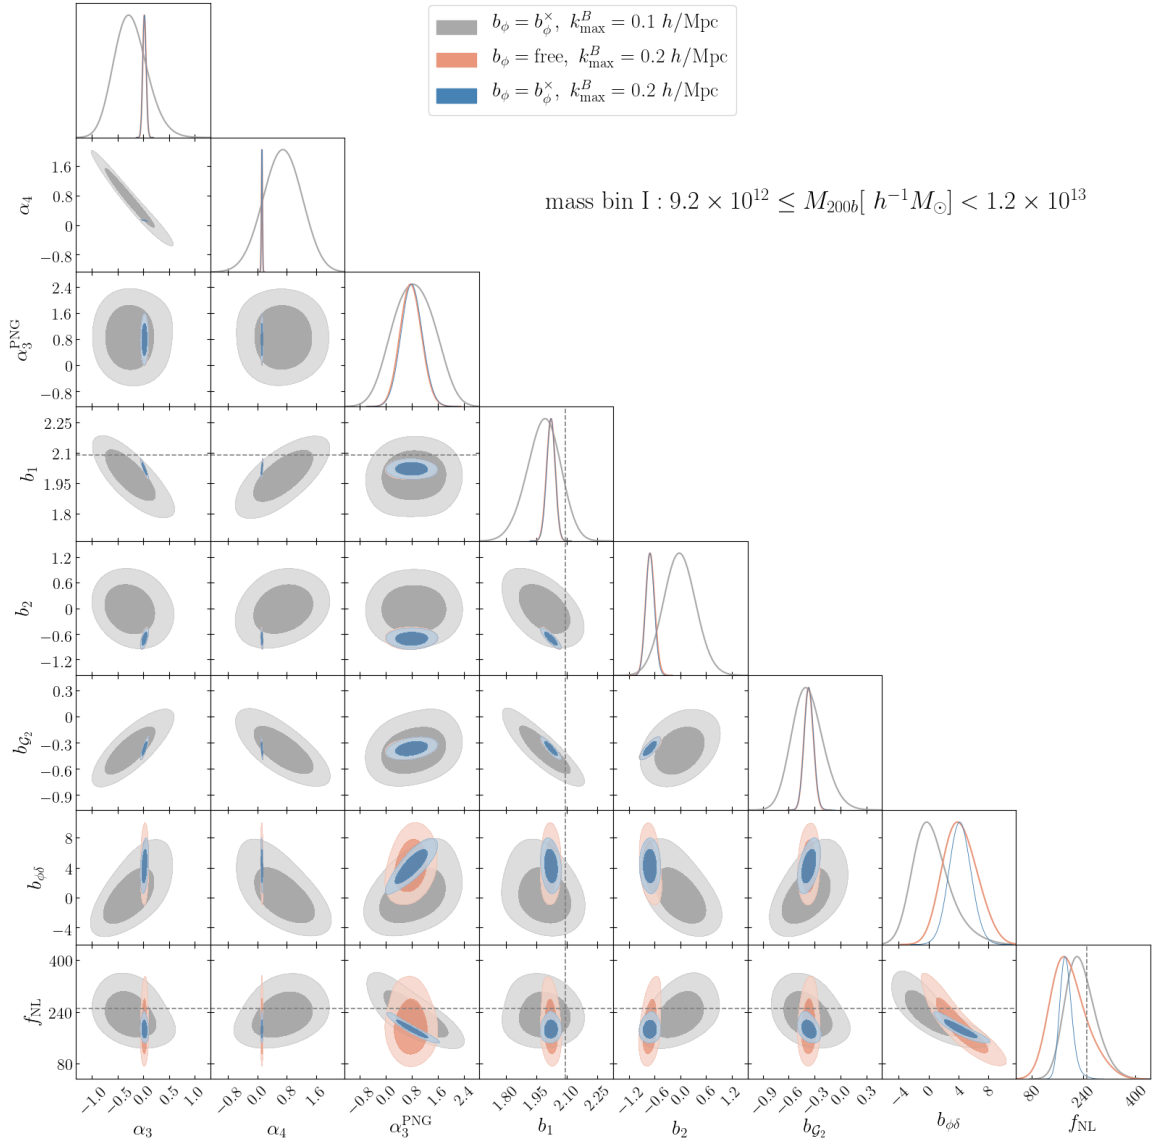 b_ϕ = b_ϕ^×, k_max^B = 0.1 h/Mpc
b_ϕ = free, k_max^B = 0.2 h/Mpc
b_ϕ = b_ϕ^×, k_max^B = 0.2 h/Mpc
mass bin I : 9.2 × 10^12 ≤ M_200b[ h^−1 M_⊙] < 1.2 × 10^13
α_4
1.6
0.8
0
−0.8
α_3^PNG
2.4
1.6
0.8
0
−0.8
b_1
2.25
2.1
1.95
1.8
b_2
1.2
0.6
0
−0.6
−1.2
b_G_2
0.3
0
−0.3
−0.6
−0.9
b_ϕδ
8
4
0
−4
f_NL
400
240
80
−1.0 −0.5 0.0 0.5 1.0
−0.8 0.0 0.8 1.6
−0.8 0.0 0.8 1.6 2.4
1.80 1.95 2.10 2.25
−1.2 −0.6 0.0 0.6 1.2
−0.9 −0.6 −0.3 0.0 0.3
−4 0 4 8
80 240 400
α_3 α_4 α_3^PNG b_1 b_2 b_G_2 b_ϕδ f_NL